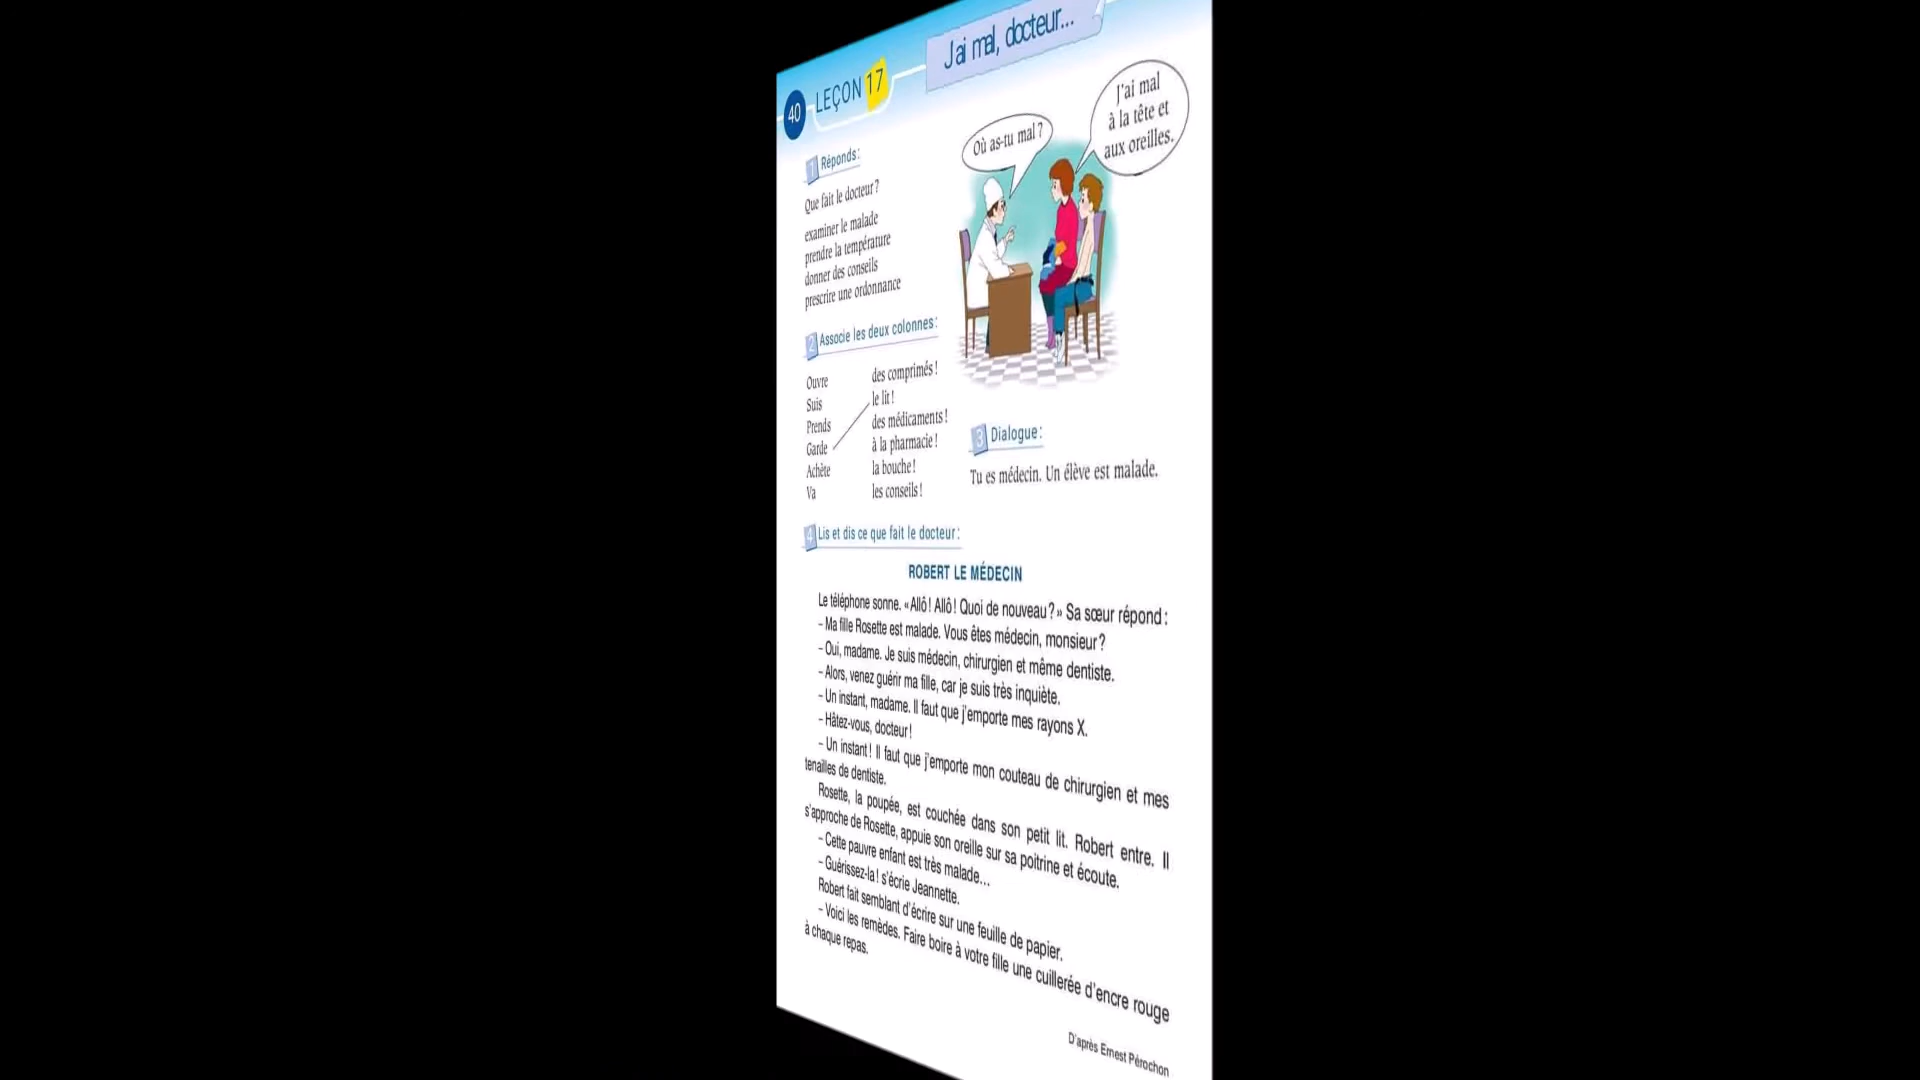 J'ai mal, docteur...
40 LEÇON 17
J'ai mal
à la tête et
aux oreilles.
Où as-tu mal ?
1 Réponds :
Que fait le docteur ?
examiner le malade
prendre la température
donner des conseils
prescrire une ordonnance
2 Associe les deux colonnes :
Ouvre des comprimés !
Suis le lit !
Prends des médicaments !
Garde à la pharmacie !
Achète la bouche !
Va les conseils !
3 Dialogue :
Tu es médecin. Un élève est malade.
4 Lis et dis ce que fait le docteur :
ROBERT LE MÉDECIN
Le téléphone sonne. « Allô ! Allô ! Quoi de nouveau ? » Sa sœur répond :
– Ma fille Rosette est malade. Vous êtes médecin, monsieur ?
– Oui, madame. Je suis médecin, chirurgien et même dentiste.
– Alors, venez guérir ma fille, car je suis très inquiète.
– Un instant, madame. Il faut que j'emporte mes rayons X.
– Hâtez-vous, docteur !
– Un instant ! Il faut que j'emporte mon couteau de chirurgien et mes
tenailles de dentiste.
Rosette, la poupée, est couchée dans son petit lit. Robert entre. Il
s'approche de Rosette, appuie son oreille sur sa poitrine et écoute.
– Cette pauvre enfant est très malade...
– Guérissez-la ! s'écrie Jeannette.
Robert fait semblant d'écrire sur une feuille de papier.
– Voici les remèdes. Faire boire à votre fille une cuillerée d'encre rouge
à chaque repas.
D'après Ernest Pérochon